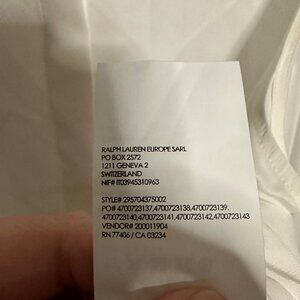 RALPH LAUREN EUROPE SARL
PO BOX 2572
1211 GENEVA 2
SWITZERLAND
NIF# IT03945310963
STYLE# 295704375002
PO# 4700723137,4700723138,4700723139,
4700723140,4700723141,4700723142,4700723143
VENDOR# 200011904
RN 77406 / CA 03234